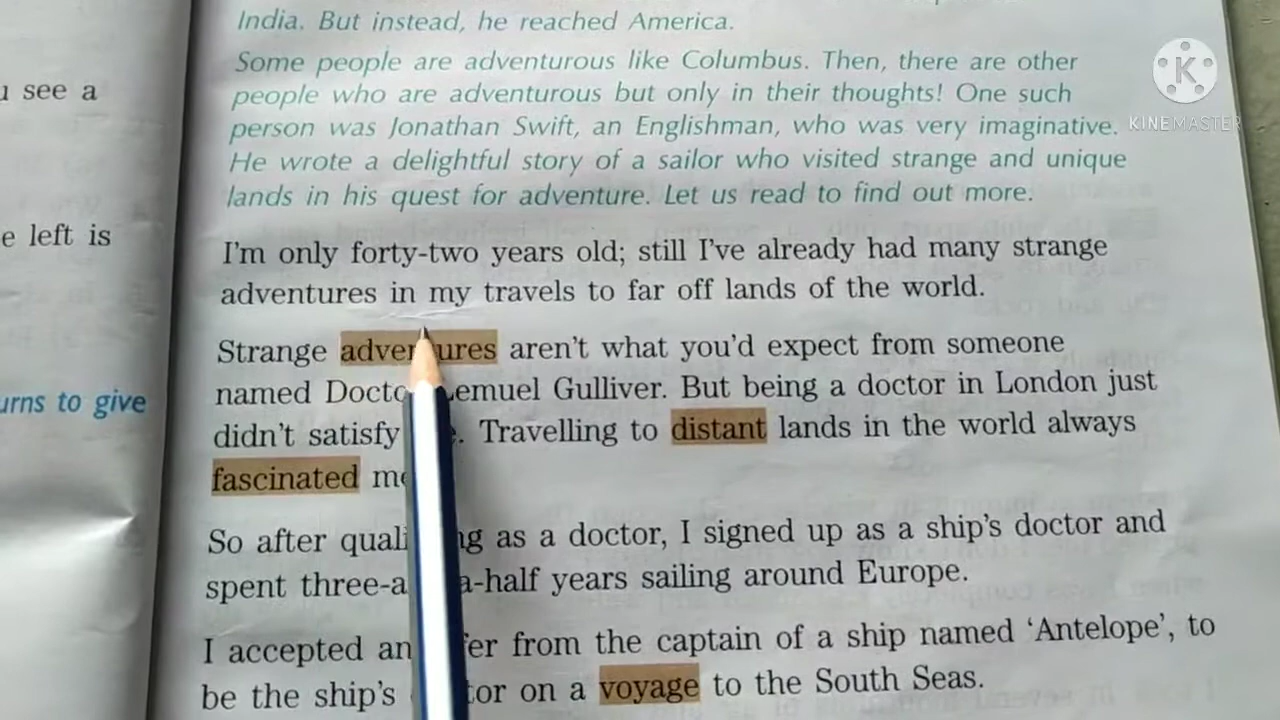 India. But instead, he reached America.
Some people are adventurous like Columbus. Then, there are other
people who are adventurous but only in their thoughts! One such
person was Jonathan Swift, an Englishman, who was very imaginative.
He wrote a delightful story of a sailor who visited strange and unique
lands in his quest for adventure. Let us read to find out more.
I'm only forty-two years old; still I've already had many strange
adventures in my travels to far off lands of the world.
Strange adventures aren't what you'd expect from someone
named Doctor Lemuel Gulliver. But being a doctor in London just
didn't satisfy Travelling to distant lands in the world always
fascinated me
So after qualifying as a doctor, I signed up as a ship's doctor and
spent three-and-a-half years sailing around Europe.
I accepted an offer from the captain of a ship named 'Antelope', to
be the ship's doctor on a voyage to the South Seas.
u see a
e left is
urns to give
K
KINEMASTER